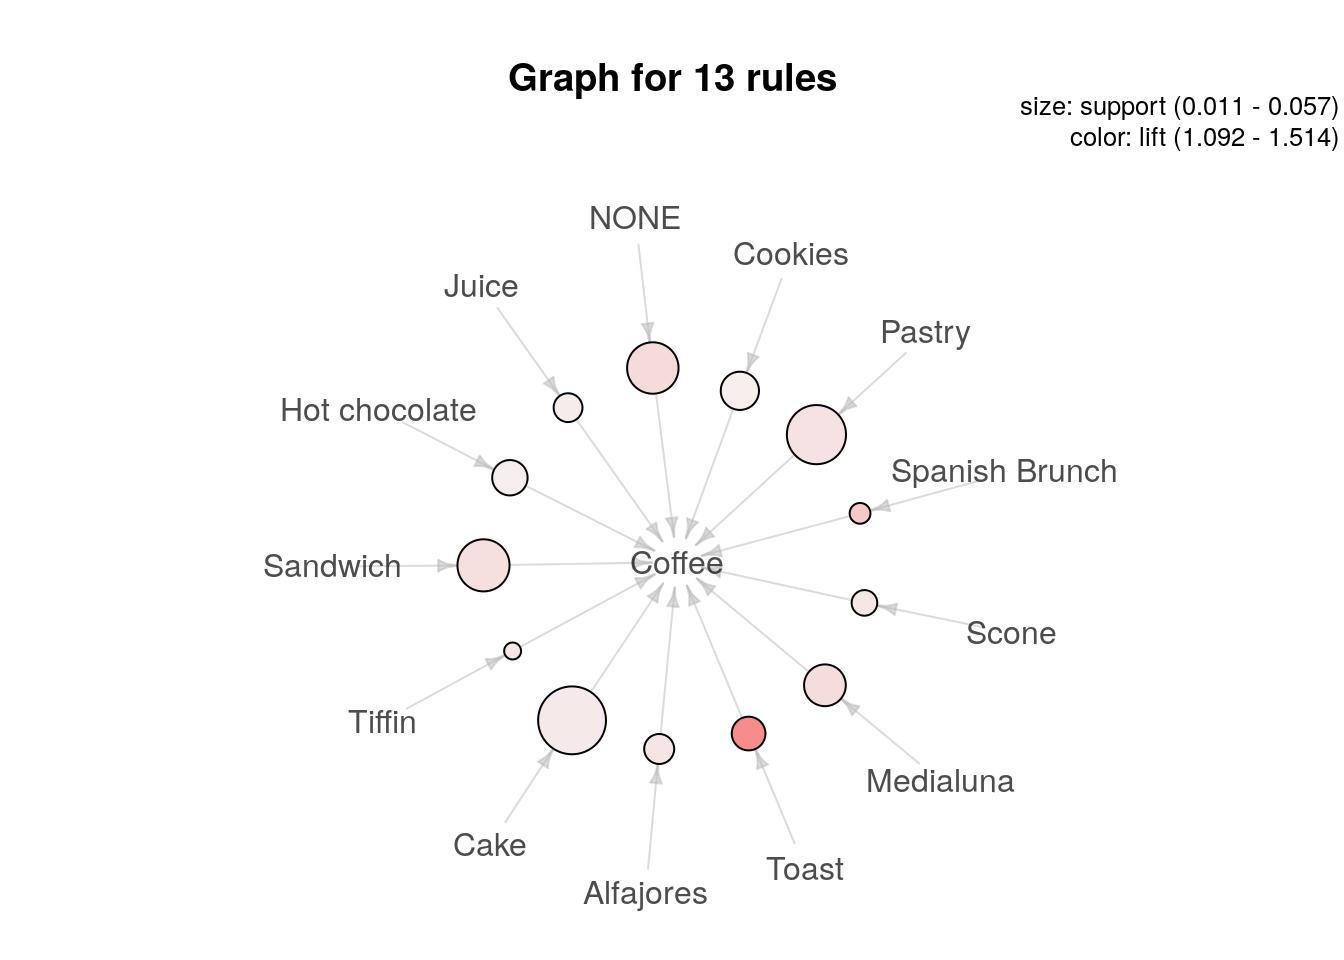 Graph for 13 rules
size: support (0.011 - 0.057)
color: lift (1.092 - 1.514)
NONE
Cookies
Juice
Pastry
Hot chocolate
Spanish Brunch
Sandwich
Coffee
Scone
Tiffin
Medialuna
Cake
Toast
Alfajores